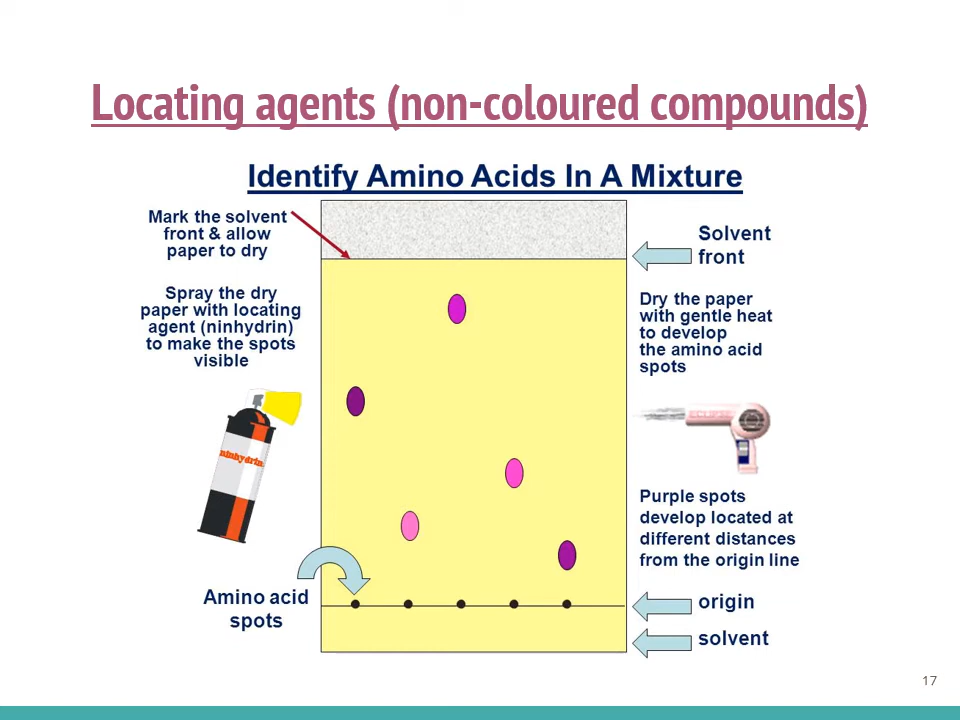 Locating agents (non-coloured compounds)
Identify Amino Acids In A Mixture
Mark the solvent
front & allow
paper to dry
Solvent
front
Spray the dry
paper with locating
agent (ninhydrin)
to make the spots
visible
Dry the paper
with gentle heat
to develop
the amino acid
spots
ninhydrin
Purple spots
develop located at
different distances
from the origin line
Amino acid
spots
origin
solvent
17